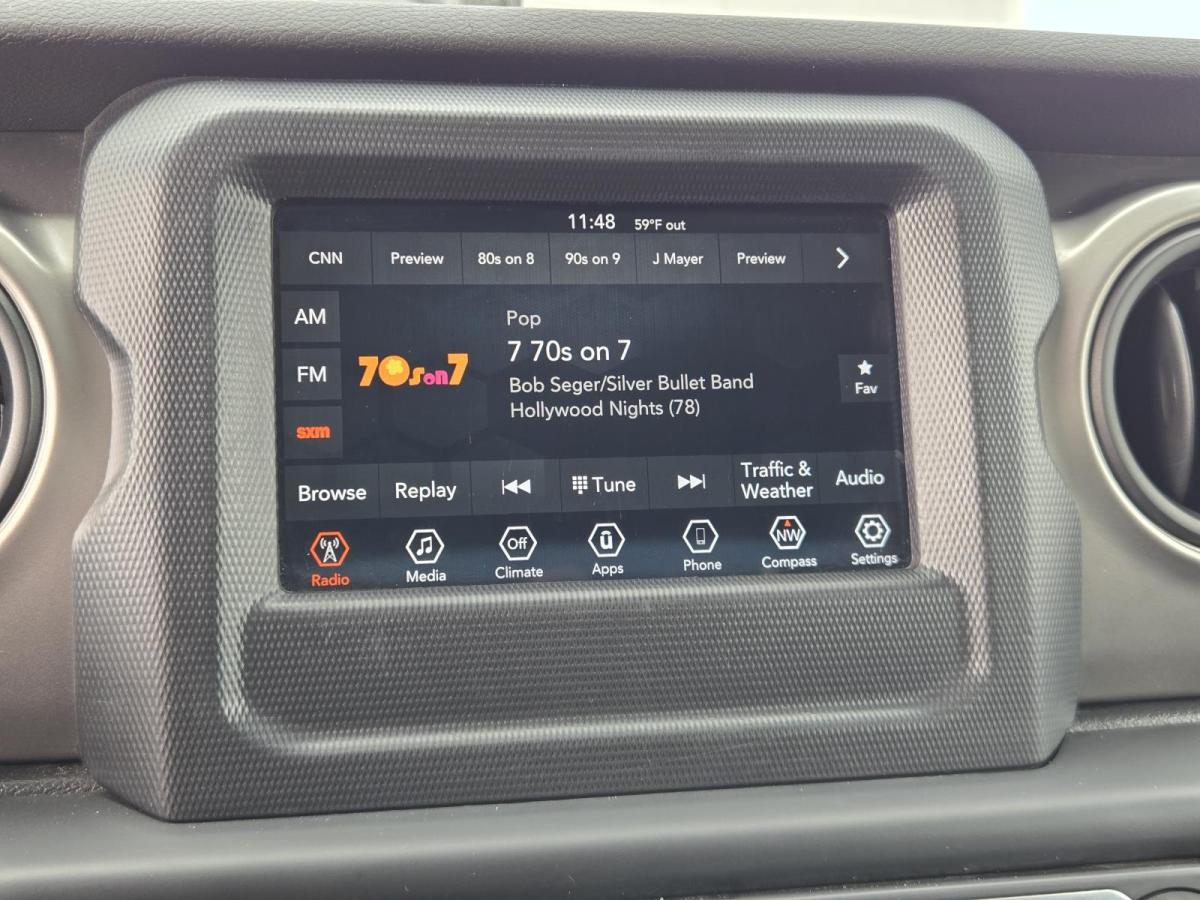 11:48 59°F out
CNN Preview 80s on 8 90s on 9 J Mayer Preview
AM
FM
sxm
70s on 7
Pop
7 70s on 7
Bob Seger/Silver Bullet Band
Hollywood Nights (78)
Fav
Browse Replay Tune Traffic & Weather Audio
Off û NW
Radio Media Climate Apps Phone Compass Settings